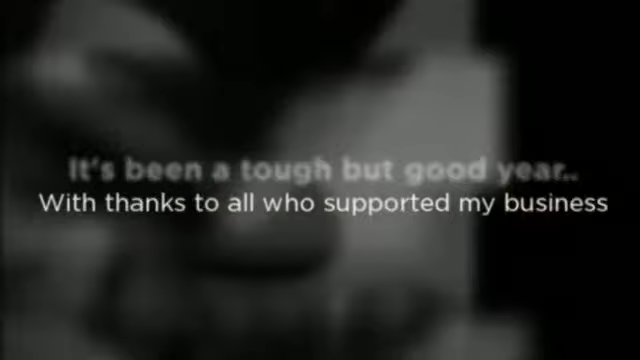 It's been a tough but good year..
With thanks to all who supported my business